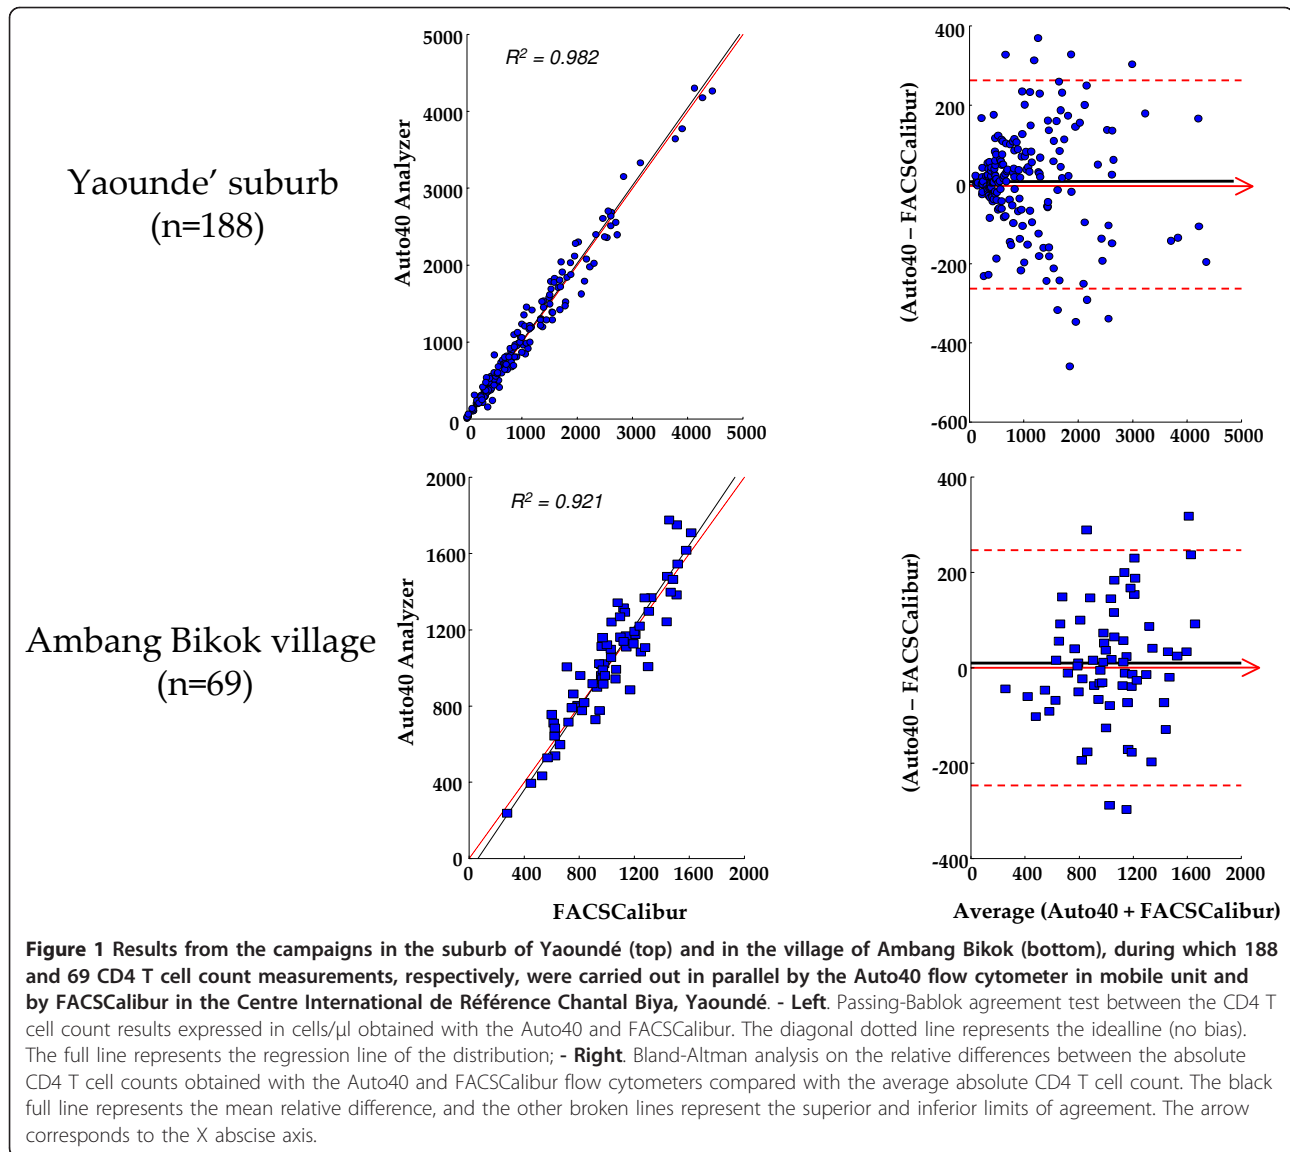 5000
4000
3000
2000
1000
0
Auto40 Analyzer
R² = 0.982
0 1000 2000 3000 4000 5000
Yaounde’ suburb
(n=188)
400
200
0
-200
-400
-600
(Auto40 – FACSCalibur)
0 1000 2000 3000 4000 5000
2000
1600
1200
800
400
0
Auto40 Analyzer
R² = 0.921
0 400 800 1200 1600 2000
FACSCalibur
Ambang Bikok village
(n=69)
400
200
0
-200
-400
(Auto40 – FACSCalibur)
0 400 800 1200 1600 2000
Average (Auto40 + FACSCalibur)
Figure 1 Results from the campaigns in the suburb of Yaoundé (top) and in the village of Ambang Bikok (bottom), during which 188
and 69 CD4 T cell count measurements, respectively, were carried out in parallel by the Auto40 flow cytometer in mobile unit and
by FACSCalibur in the Centre International de Référence Chantal Biya, Yaoundé. - Left. Passing-Bablok agreement test between the CD4 T
cell count results expressed in cells/μl obtained with the Auto40 and FACSCalibur. The diagonal dotted line represents the idealline (no bias).
The full line represents the regression line of the distribution; - Right. Bland-Altman analysis on the relative differences between the absolute
CD4 T cell counts obtained with the Auto40 and FACSCalibur flow cytometers compared with the average absolute CD4 T cell count. The black
full line represents the mean relative difference, and the other broken lines represent the superior and inferior limits of agreement. The arrow
corresponds to the X abscise axis.